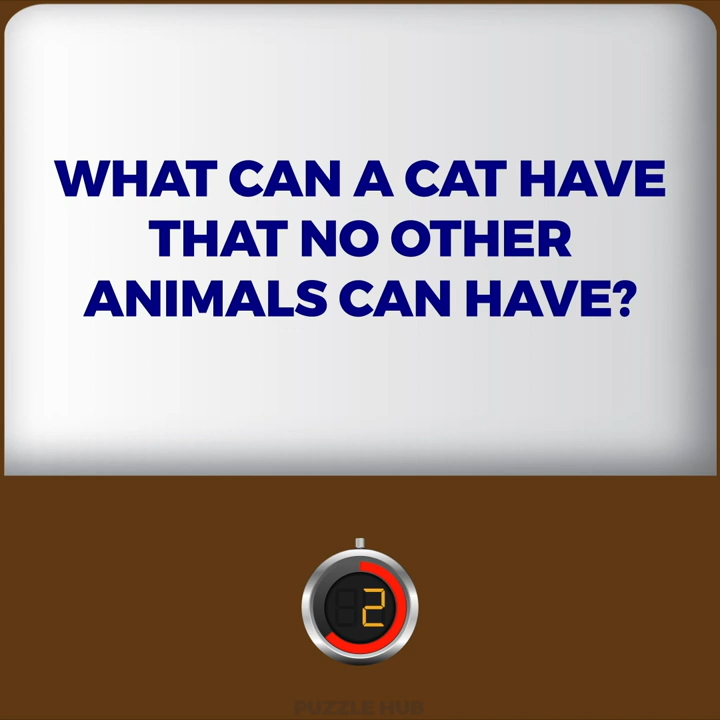 WHAT CAN A CAT HAVE
THAT NO OTHER
ANIMALS CAN HAVE?
2
PUZZLE HUB